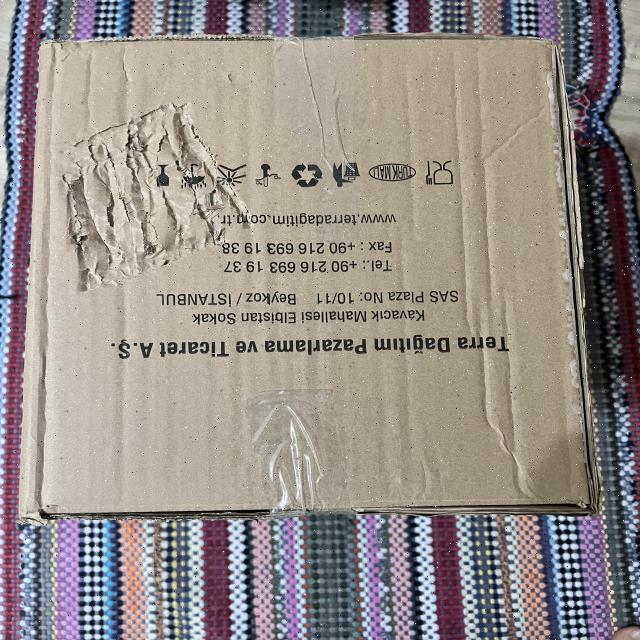 Terra Dağıtım Pazarlama ve Ticaret A.Ş.
Kavacık Mahallesi Elbistan Sokak
SAS Plaza No: 10/11 Beykoz /İSTANBUL
Tel.: +90 216 693 19 37
Fax : +90 216 693 19 38
www.terradagitim.com.tr
TÜRK MALI